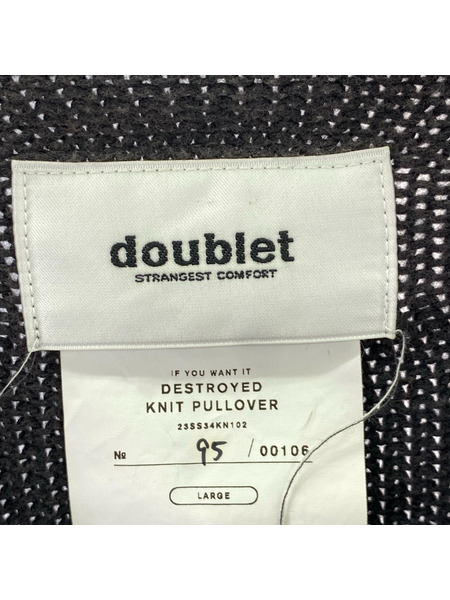 doublet
STRANGEST COMFORT
IF YOU WANT IT
DESTROYED
KNIT PULLOVER
23SS34KN102
№ 95 / 00106
LARGE